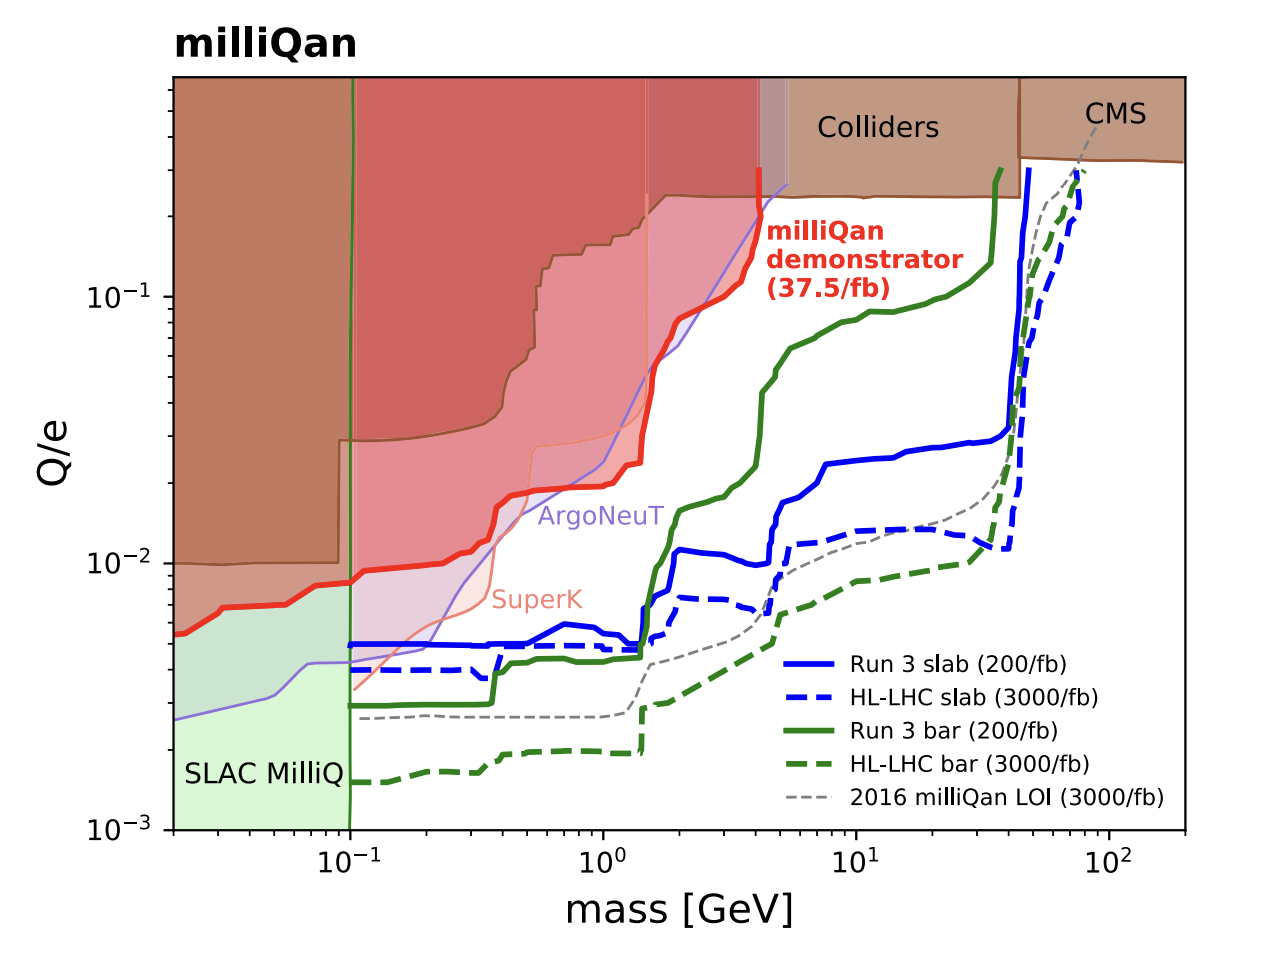 milliQan
CMS
Colliders
milliQan
demonstrator
(37.5/fb)
10⁻¹
Q/e
ArgoNeuT
10⁻²
SuperK
Run 3 slab (200/fb)
HL-LHC slab (3000/fb)
Run 3 bar (200/fb)
HL-LHC bar (3000/fb)
2016 milliQan LOI (3000/fb)
SLAC MilliQ
10⁻³
10⁻¹ 10⁰ 10¹ 10²
mass [GeV]